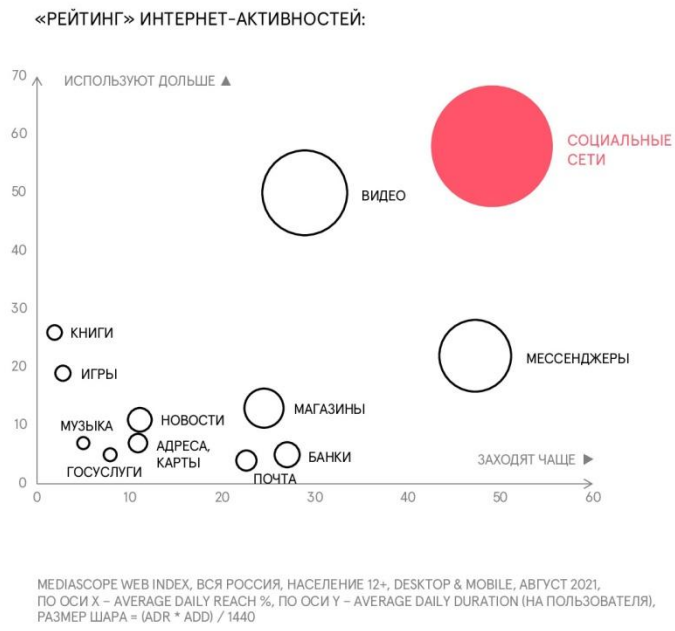 «РЕЙТИНГ» ИНТЕРНЕТ-АКТИВНОСТЕЙ:
70
ИСПОЛЬЗУЮТ ДОЛЬШЕ ▲
60
СОЦИАЛЬНЫЕ
СЕТИ
50
ВИДЕО
40
30
КНИГИ
МЕССЕНДЖЕРЫ
20
ИГРЫ
МАГАЗИНЫ
10
МУЗЫКА
НОВОСТИ
АДРЕСА,
КАРТЫ
БАНКИ
ЗАХОДЯТ ЧАЩЕ ▶
ГОСУСЛУГИ
ПОЧТА
0
0 10 20 30 40 50 60
MEDIASCOPE WEB INDEX, ВСЯ РОССИЯ, НАСЕЛЕНИЕ 12+, DESKTOP & MOBILE, АВГУСТ 2021,
ПО ОСИ X – AVERAGE DAILY REACH %, ПО ОСИ Y – AVERAGE DAILY DURATION (НА ПОЛЬЗОВАТЕЛЯ),
РАЗМЕР ШАРА = (ADR * ADD) / 1440